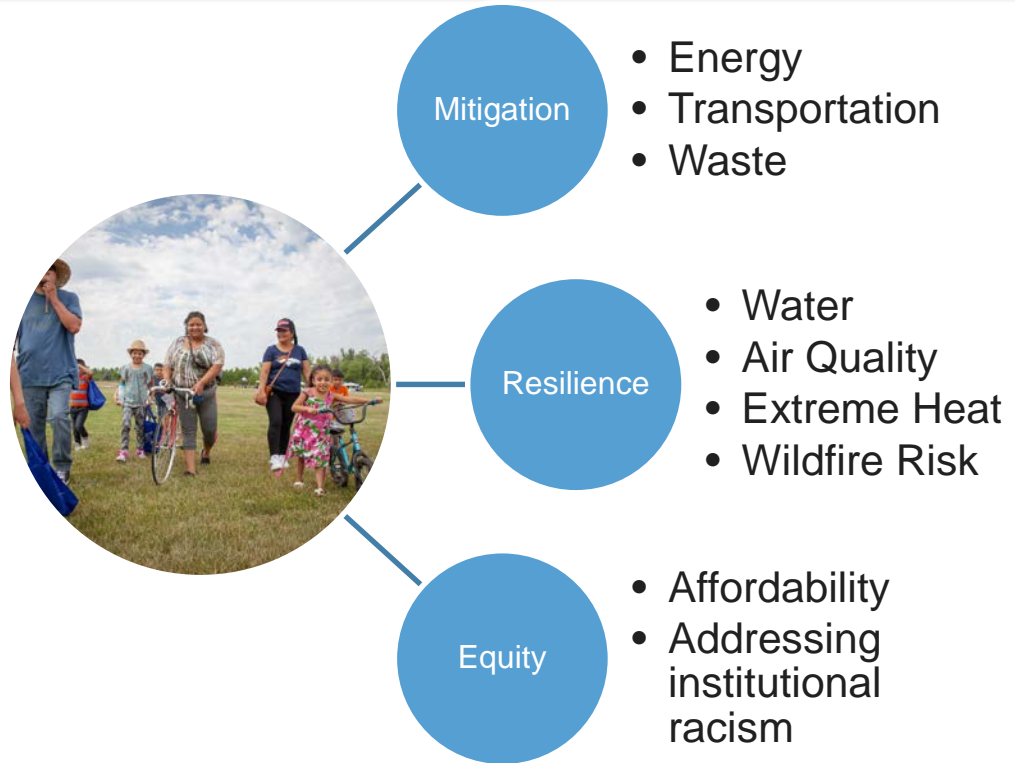 Mitigation
• Energy
• Transportation
• Waste
Resilience
• Water
• Air Quality
• Extreme Heat
• Wildfire Risk
Equity
• Affordability
• Addressing
institutional
racism